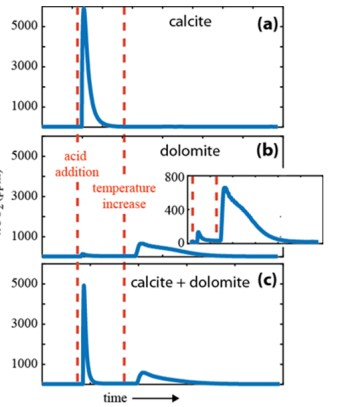 5000
3000
1000
calcite
(a)
5000
3000
1000
acid
addition
temperature
increase
dolomite
(b)
800
400
0
5000
3000
1000
calcite + dolomite
(c)
time